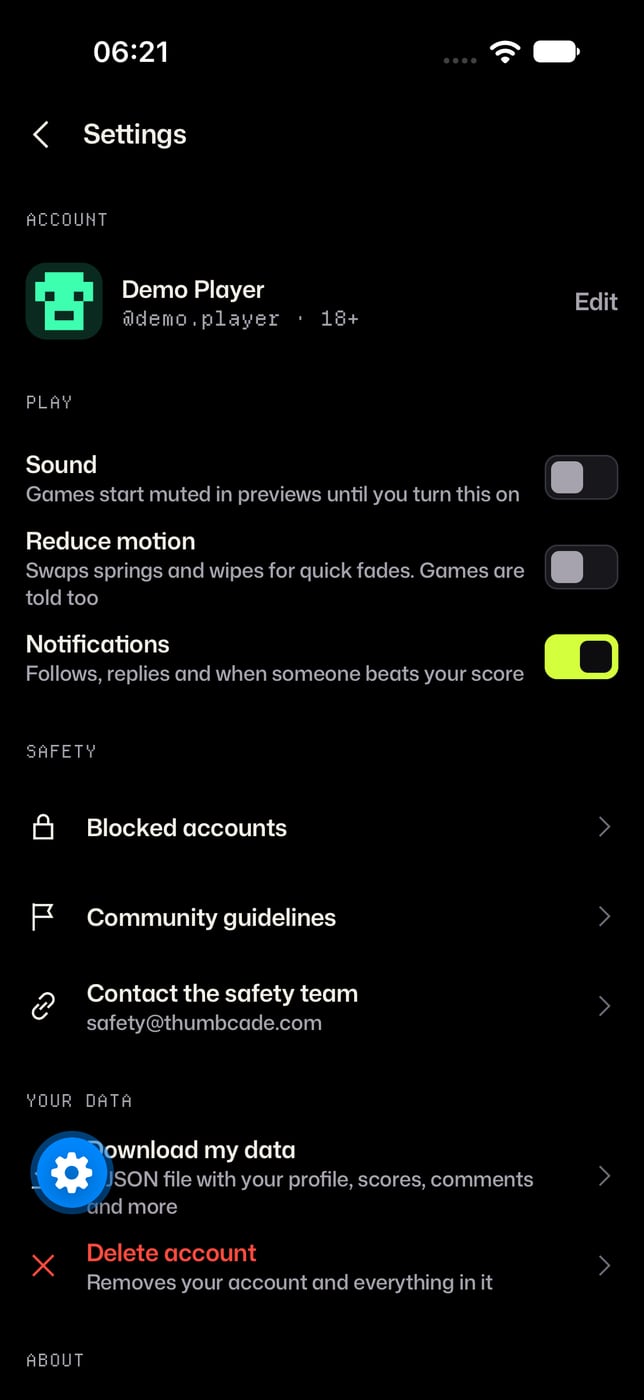 06:21
Settings
ACCOUNT
Demo Player
@demo.player · 18+
Edit
PLAY
Sound
Games start muted in previews until you turn this on
Reduce motion
Swaps springs and wipes for quick fades. Games are
told too
Notifications
Follows, replies and when someone beats your score
SAFETY
Blocked accounts
Community guidelines
Contact the safety team
safety@thumbcade.com
YOUR DATA
Download my data
JSON file with your profile, scores, comments
and more
Delete account
Removes your account and everything in it
ABOUT